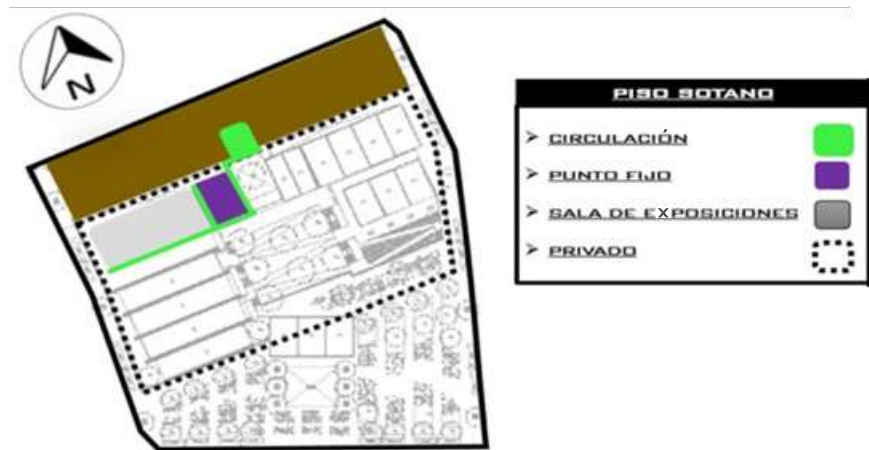 N
PISO SOTANO
➤ CIRCULACIÓN
➤ PUNTO FIJO
➤ SALA DE EXPOSICIONES
➤ PRIVADO